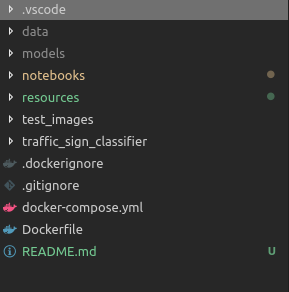 .vscode
data
models
notebooks
resources
test_images
traffic_sign_classifier
.dockerignore
.gitignore
docker-compose.yml
Dockerfile
README.md U